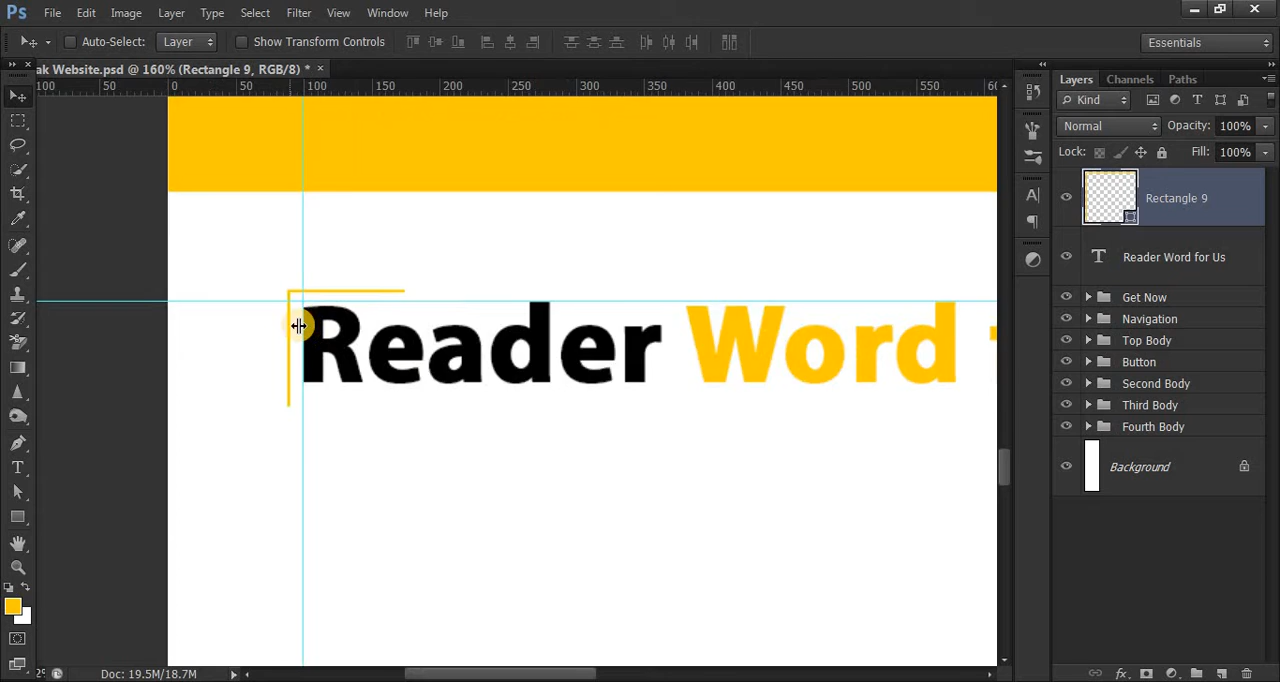 Ps File Edit Image Layer Type Select Filter View Window Help
Auto-Select: Layer Show Transform Controls Essentials
ak Website.psd @ 160% (Rectangle 9, RGB/8) * ×
100 50 0 50 100 150 200 250 300 350 400 450 500 550
Layers Channels Paths
Kind
Normal Opacity: 100%
Lock: Fill: 100%
Rectangle 9
Reader Word for Us
Get Now
Navigation
Top Body
Button
Second Body
Third Body
Fourth Body
Background
Reader Word
Doc: 19.5M/18.7M